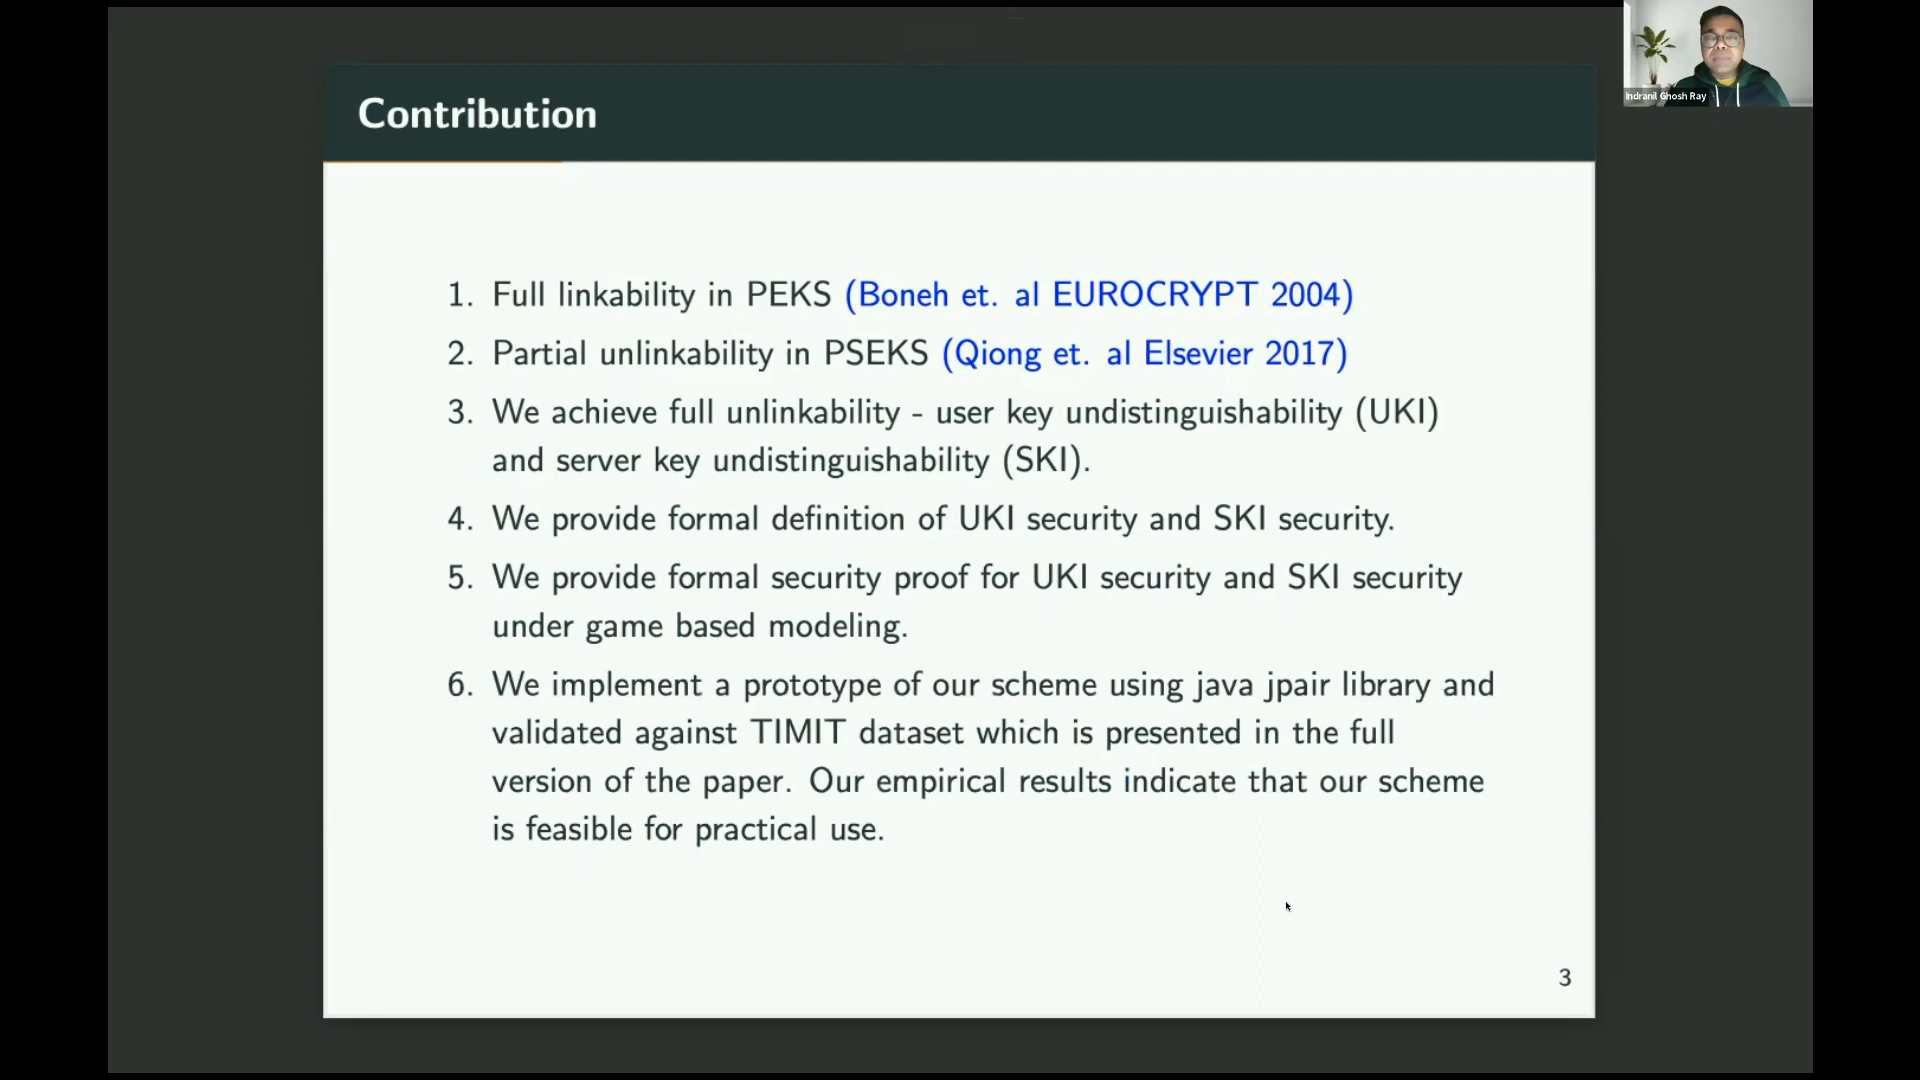 Contribution
Indranil Ghosh Ray
1. Full linkability in PEKS (Boneh et. al EUROCRYPT 2004)
2. Partial unlinkability in PSEKS (Qiong et. al Elsevier 2017)
3. We achieve full unlinkability - user key undistinguishability (UKI)
and server key undistinguishability (SKI).
4. We provide formal definition of UKI security and SKI security.
5. We provide formal security proof for UKI security and SKI security
under game based modeling.
6. We implement a prototype of our scheme using java jpair library and
validated against TIMIT dataset which is presented in the full
version of the paper. Our empirical results indicate that our scheme
is feasible for practical use.
3